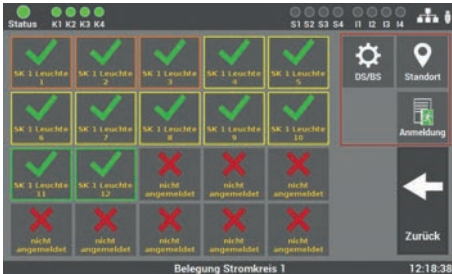 Status K1 K2 K3 K4 S1 S2 S3 S4 I1 I2 I3 I4
SK 1 Leuchte
1
SK 1 Leuchte
2
SK 1 Leuchte
3
SK 1 Leuchte
4
SK 1 Leuchte
5
DS/BS
Standort
SK 1 Leuchte
6
SK 1 Leuchte
7
SK 1 Leuchte
8
SK 1 Leuchte
9
SK 1 Leuchte
10
Anmeldung
SK 1 Leuchte
11
SK 1 Leuchte
12
nicht
angemeldet
nicht
angemeldet
nicht
angemeldet
nicht
angemeldet
nicht
angemeldet
nicht
angemeldet
nicht
angemeldet
nicht
angemeldet
Zurück
Belegung Stromkreis 1
12:18:38